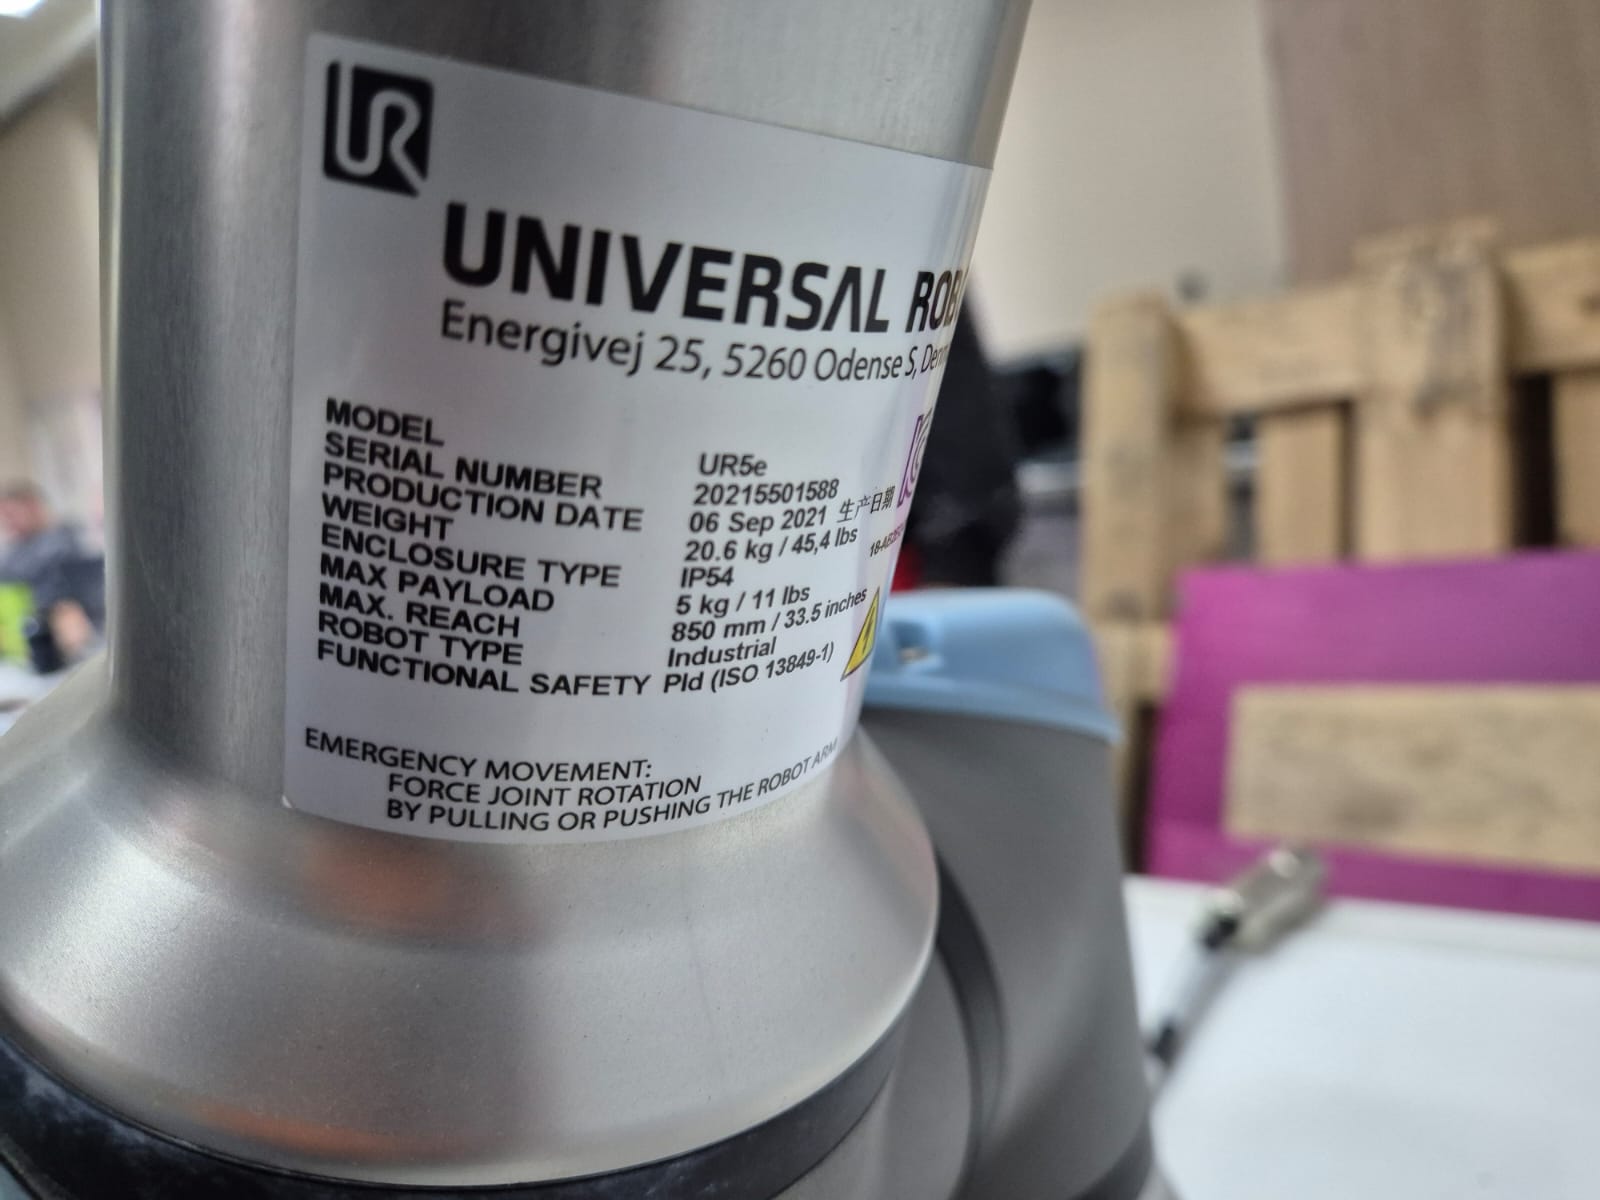 UR
UNIVERSAL
Energivej 25, 5260 Odense S,
MODEL UR5e
SERIAL NUMBER 20215501588
PRODUCTION DATE 06 Sep 2021 生产日期
WEIGHT 20.6 kg / 45,4 lbs
ENCLOSURE TYPE IP54
MAX PAYLOAD 5 kg / 11 lbs
MAX. REACH 850 mm / 33.5 inches
ROBOT TYPE Industrial
FUNCTIONAL SAFETY Pld (ISO 13849-1)
EMERGENCY MOVEMENT:
FORCE JOINT ROTATION
BY PULLING OR PUSHING THE ROBOT ARM